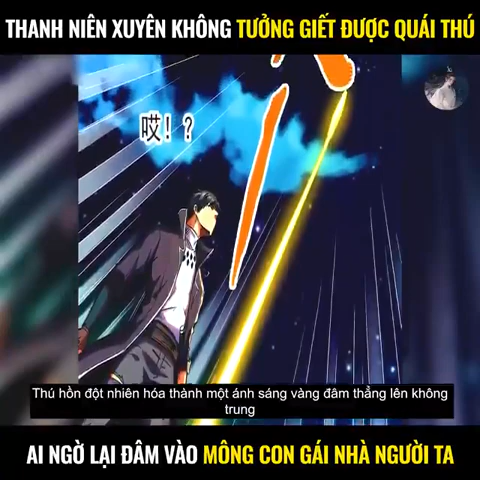 THANH NIÊN XUYÊN KHÔNG TƯỞNG GIẾT ĐƯỢC QUÁI THÚ
哎!?
Thú hồn đột nhiên hóa thành một ánh sáng vàng đâm thẳng lên không
trung
AI NGỜ LẠI ĐÂM VÀO MÔNG CON GÁI NHÀ NGƯỜI TA